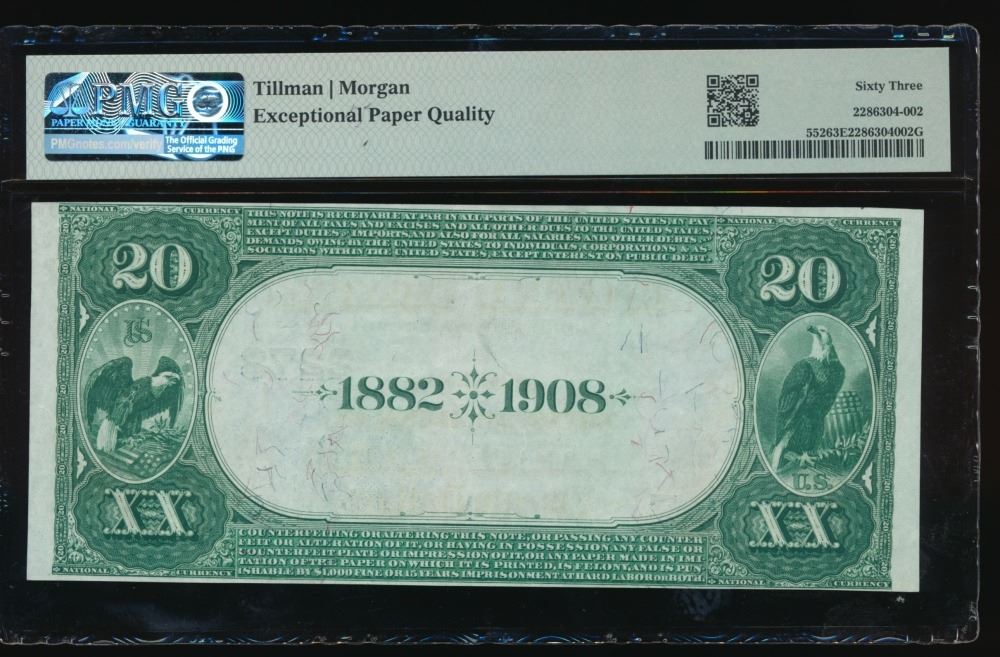 PMG
PAPER MONEY GUARANTY
PMGnotes.com/verify
The Official Grading
Service of the PNG
Tillman | Morgan
Exceptional Paper Quality
Sixty Three
2286304-002
55263E2286304002G
NATIONAL CURRENCY
NATIONAL CURRENCY
THIS NOTE IS RECEIVABLE AT PAR IN ALL PARTS OF THE UNITED STATES, IN PAY
MENT OF ALL TAXES AND EXCISES AND ALL OTHER DUES TO THE UNITED STATES
EXCEPT DUTIES ON IMPORTS, AND ALSO FOR ALL SALARIES AND OTHER DEBTS &
DEMANDS OWING BY THE UNITED STATES TO INDIVIDUALS, CORPORATIONS & AS
SOCIATIONS WITHIN THE UNITED STATES, EXCEPT INTEREST ON PUBLIC DEBT.
20
20
US
1882 1908
U.S
XX
XX
COUNTERFEITING OR ALTERING THIS NOTE, OR PASSING ANY COUNTER
FEIT OR ALTERATION OF IT, OR HAVING IN POSSESSION ANY FALSE OR
COUNTERFEIT PLATE OR IMPRESSION OF IT, OR ANY PAPER MADE IN IMI
TATION OF THE PAPER ON WHICH IT IS PRINTED, IS FELONY, AND IS PUN
ISHABLE BY $1,000 FINE OR 15 YEARS IMPRISONMENT AT HARD LABOR OR BOTH.
NATIONAL CURRENCY
NATIONAL CURRENCY